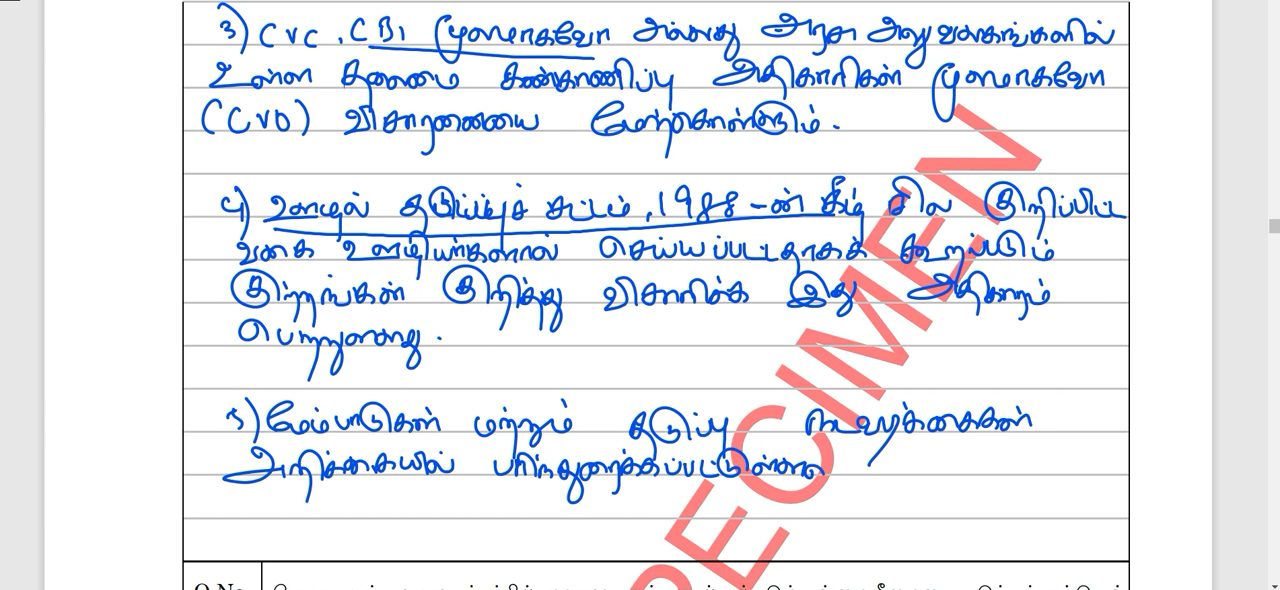 3) CVC, CBI மூலமாகவோ அல்லது அரசு அலுவலகங்களில்
உள்ள தலைமை கண்காணிப்பு அதிகாரிகள் மூலமாகவோ
(CVO) விசாரணையை மேற்கொள்ளும்.
4) ஊழல் தடுப்புச் சட்டம், 1988-ன் கீழ் சில குறிப்பிட்ட
வகை ஊழியர்களால் செய்யப்பட்டதாகக் கூறப்படும்
குற்றங்கள் குறித்து விசாரிக்க இது அதிகாரம்
பெற்றுள்ளது.
5) மேம்பாடுகள் மற்றும் தடுப்பு நடவடிக்கைகள்
அறிக்கையில் பரிந்துரைக்கப்பட்டுள்ளன
SPECIMEN
Q.No